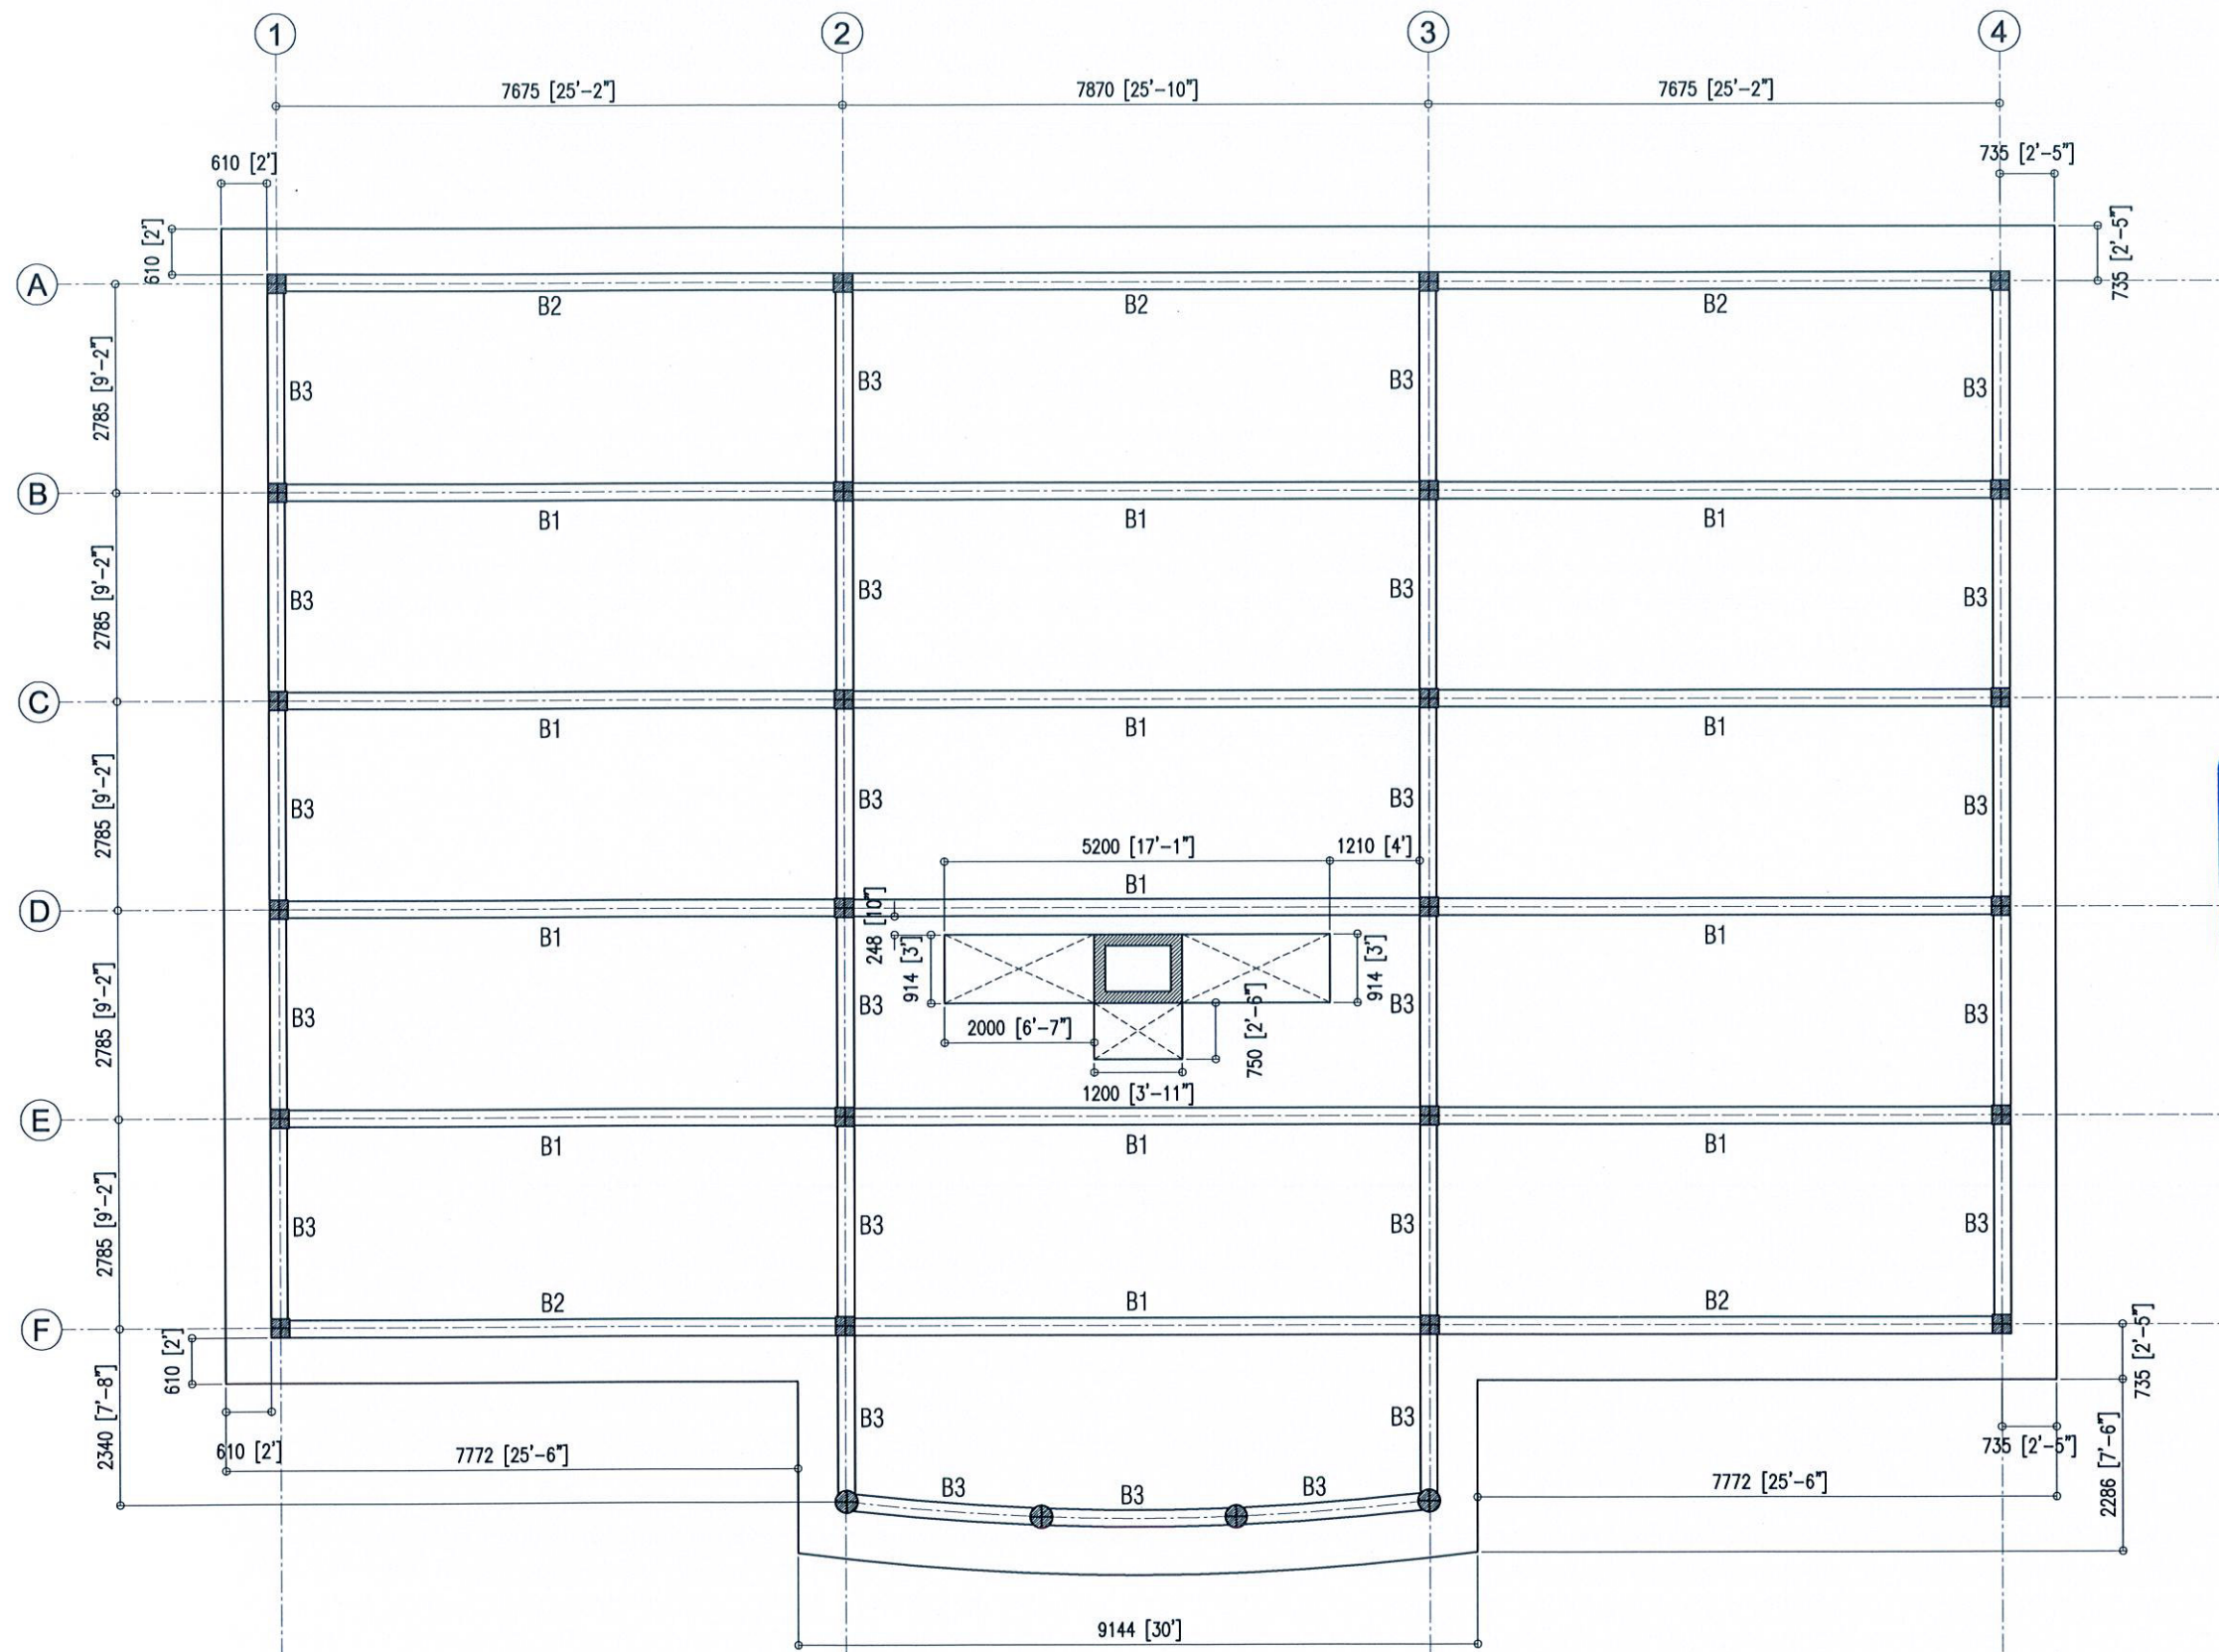 1 2 3 4
7675 [25'-2"] 7870 [25'-10"] 7675 [25'-2"]
610 [2'] 735 [2'-5"]
610 [2'] 735 [2'-5"]
A
B2 B2 B2
2785 [9'-2"]
B3 B3 B3 B3
B
B1 B1 B1
2785 [9'-2"]
B3 B3 B3 B3
C
B1 B1 B1
2785 [9'-2"]
B3 B3 B3 B3
5200 [17'-1"] 1210 [4']
B1
D
248 [10"]
B1 B1
914 [3'] 914 [3']
2785 [9'-2"]
B3 B3 B3 B3
2000 [6'-7"] 750 [2'-6"]
1200 [3'-11"]
E
B1 B1 B1
2785 [9'-2"]
B3 B3 B3 B3
B2 B1 B2
F
610 [2'] 735 [2'-5"]
2340 [7'-8"]
B3 B3
610 [2'] 7772 [25'-6"] 735 [2'-5"]
B3 B3 B3
7772 [25'-6"] 2286 [7'-6"]
9144 [30']